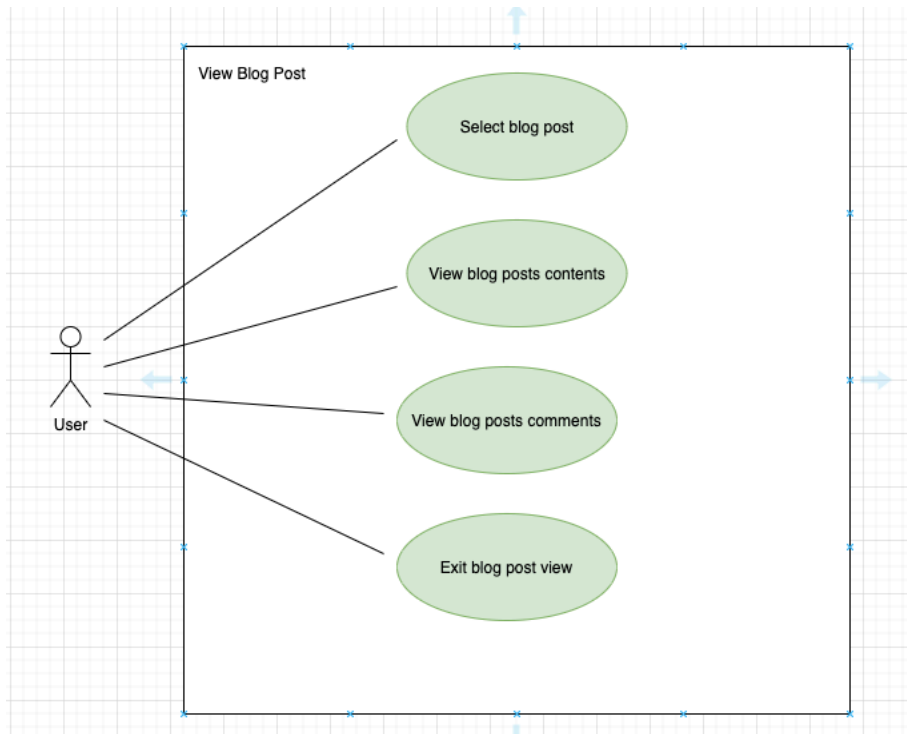 View Blog Post
Select blog post
View blog posts contents
User
View blog posts comments
Exit blog post view